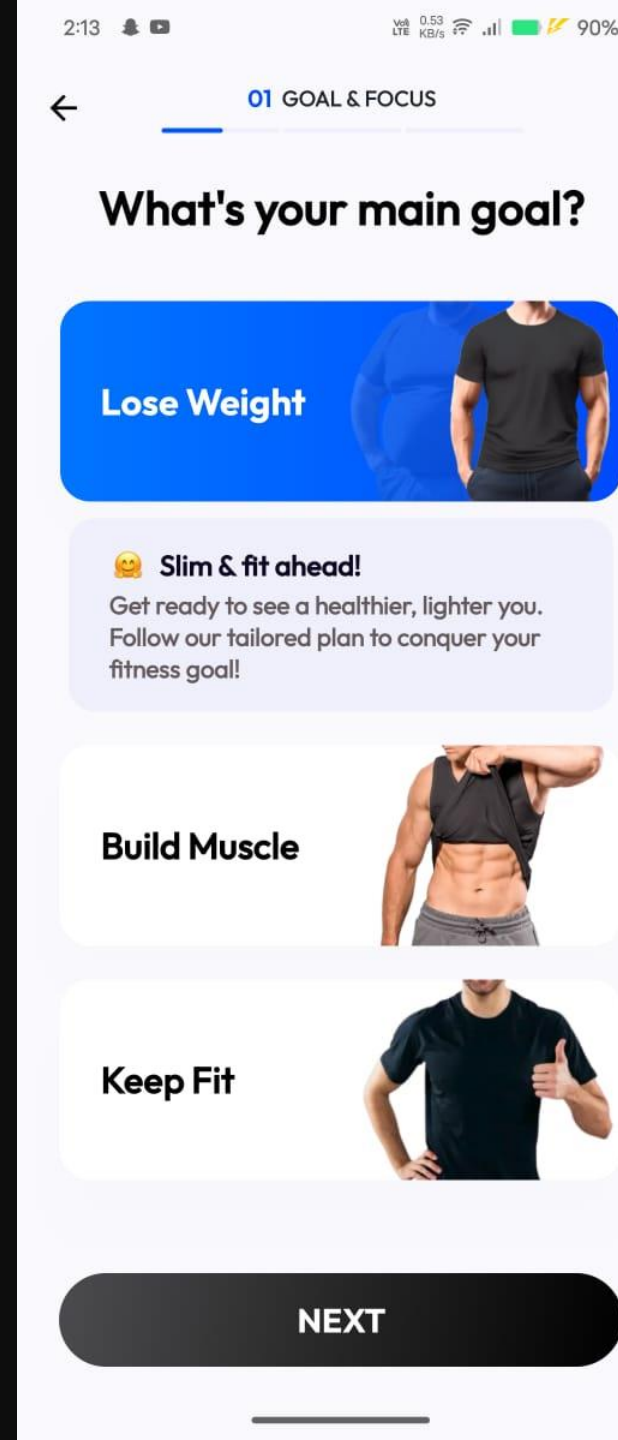 2:13
Vo) LTE 0.53 KB/s 90%
01 GOAL & FOCUS
What's your main goal?
Lose Weight
🤗 Slim & fit ahead!
Get ready to see a healthier, lighter you.
Follow our tailored plan to conquer your
fitness goal!
Build Muscle
Keep Fit
NEXT